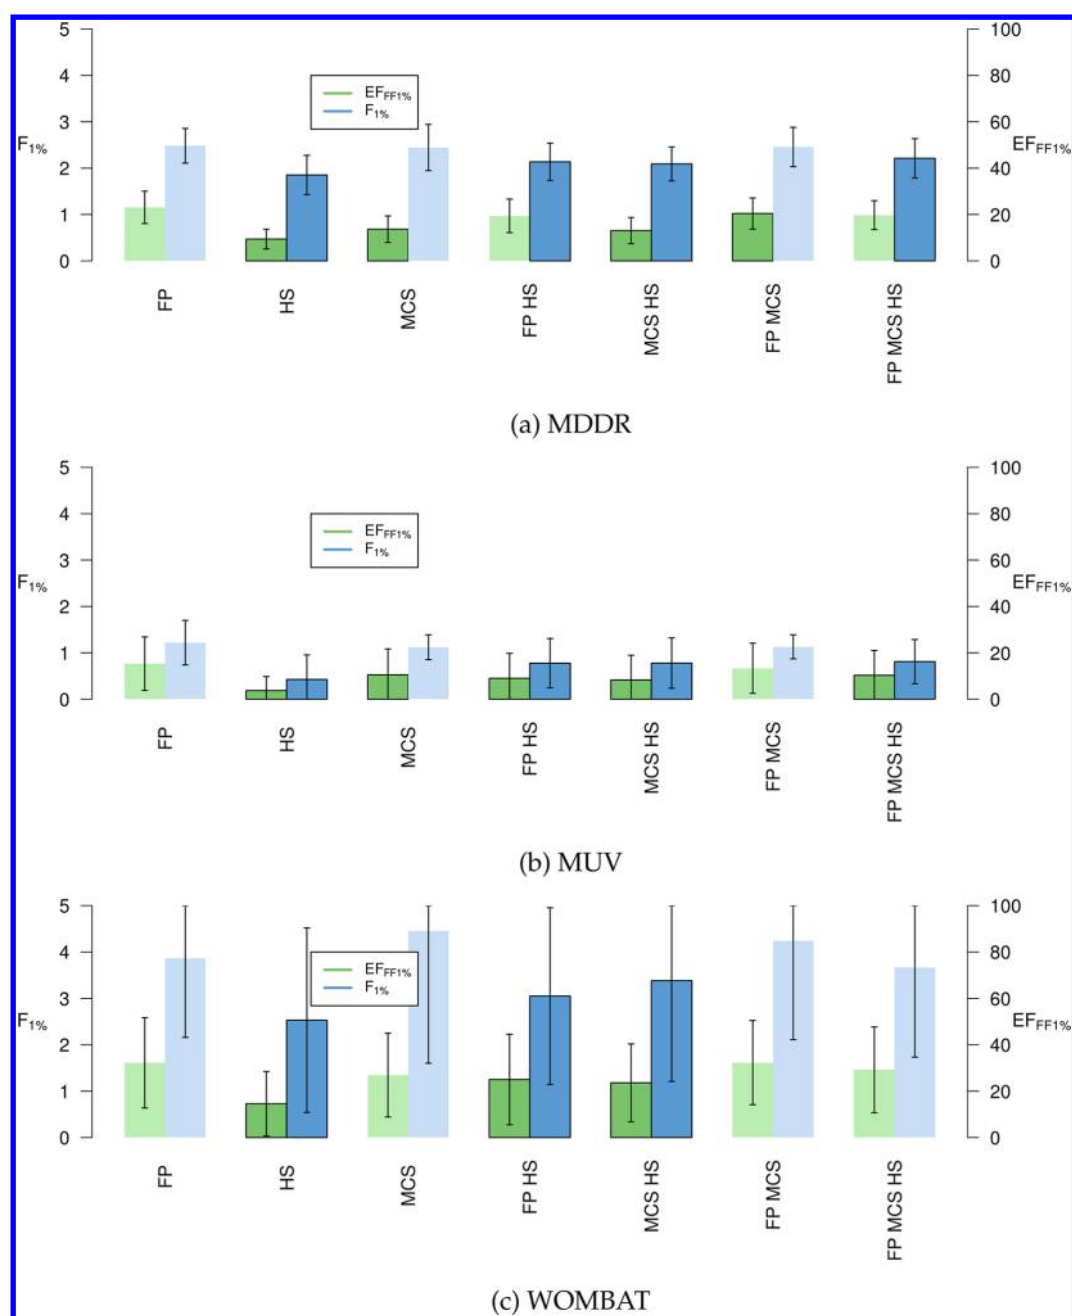 5
4
3
2
1
0
F1%
EFFF1%
F1%
100
80
60
40
20
0
EFFF1%
FP
HS
MCS
FP HS
MCS HS
FP MCS
FP MCS HS
(a) MDDR
5
4
3
2
1
0
F1%
EFFF1%
F1%
100
80
60
40
20
0
EFFF1%
FP
HS
MCS
FP HS
MCS HS
FP MCS
FP MCS HS
(b) MUV
5
4
3
2
1
0
F1%
EFFF1%
F1%
100
80
60
40
20
0
EFFF1%
FP
HS
MCS
FP HS
MCS HS
FP MCS
FP MCS HS
(c) WOMBAT